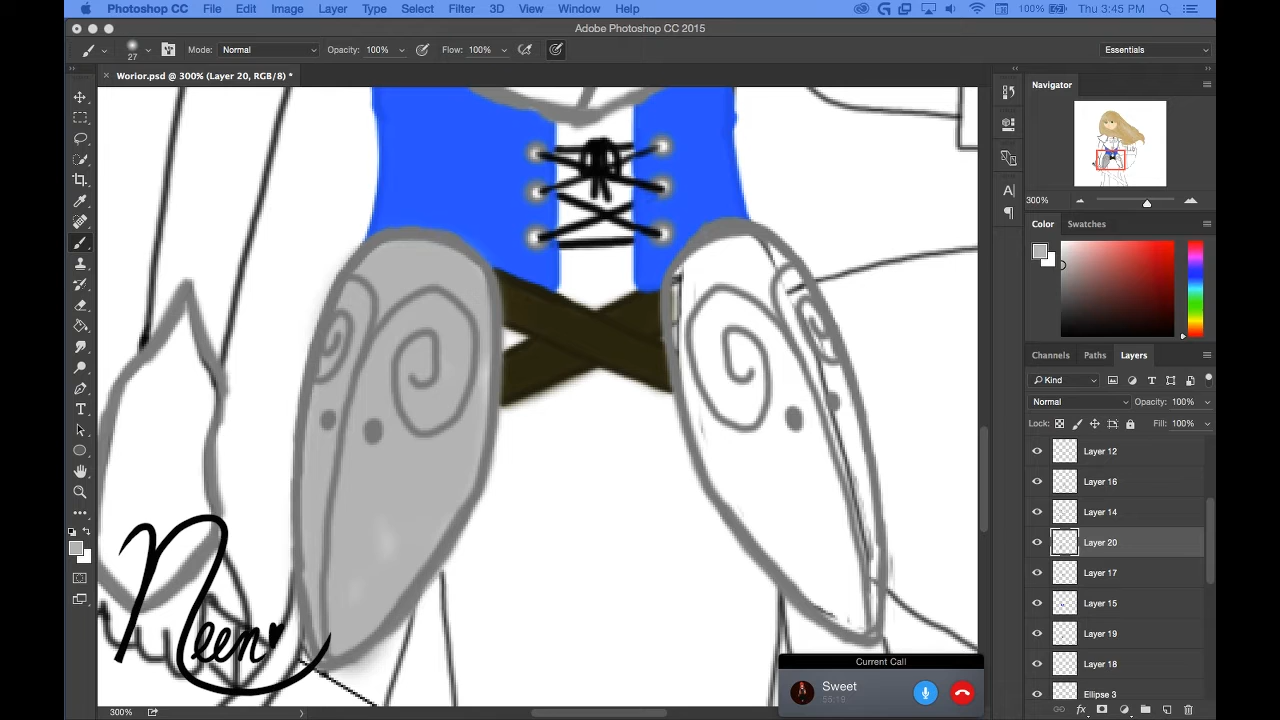 Photoshop CC File Edit Image Layer Type Select Filter 3D View Window Help 100% Thu 3:45 PM
Adobe Photoshop CC 2015
27 Mode: Normal Opacity: 100% Flow: 100% Essentials
Worior.psd @ 300% (Layer 20, RGB/8) *
Navigator
300%
Color Swatches
Channels Paths Layers
Kind
Normal Opacity: 100%
Lock: Fill: 100%
Layer 12
Layer 16
Layer 14
Layer 20
Layer 17
Layer 15
Layer 19
Layer 18
Ellipse 3
Neen
Current Call
Sweet
300%